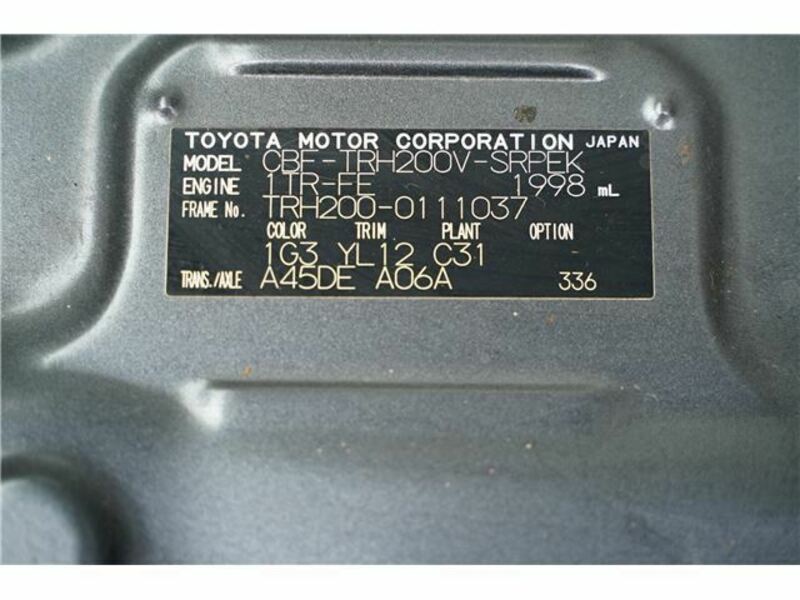 TOYOTA MOTOR CORPORATION JAPAN
MODEL CBF-TRH200V-SRPEK
ENGINE 1TR-FE 1998 mL
FRAME No. TRH200-0111037
COLOR TRIM PLANT OPTION
1G3 YL12 C31
TRANS./AXLE A45DE A06A 336